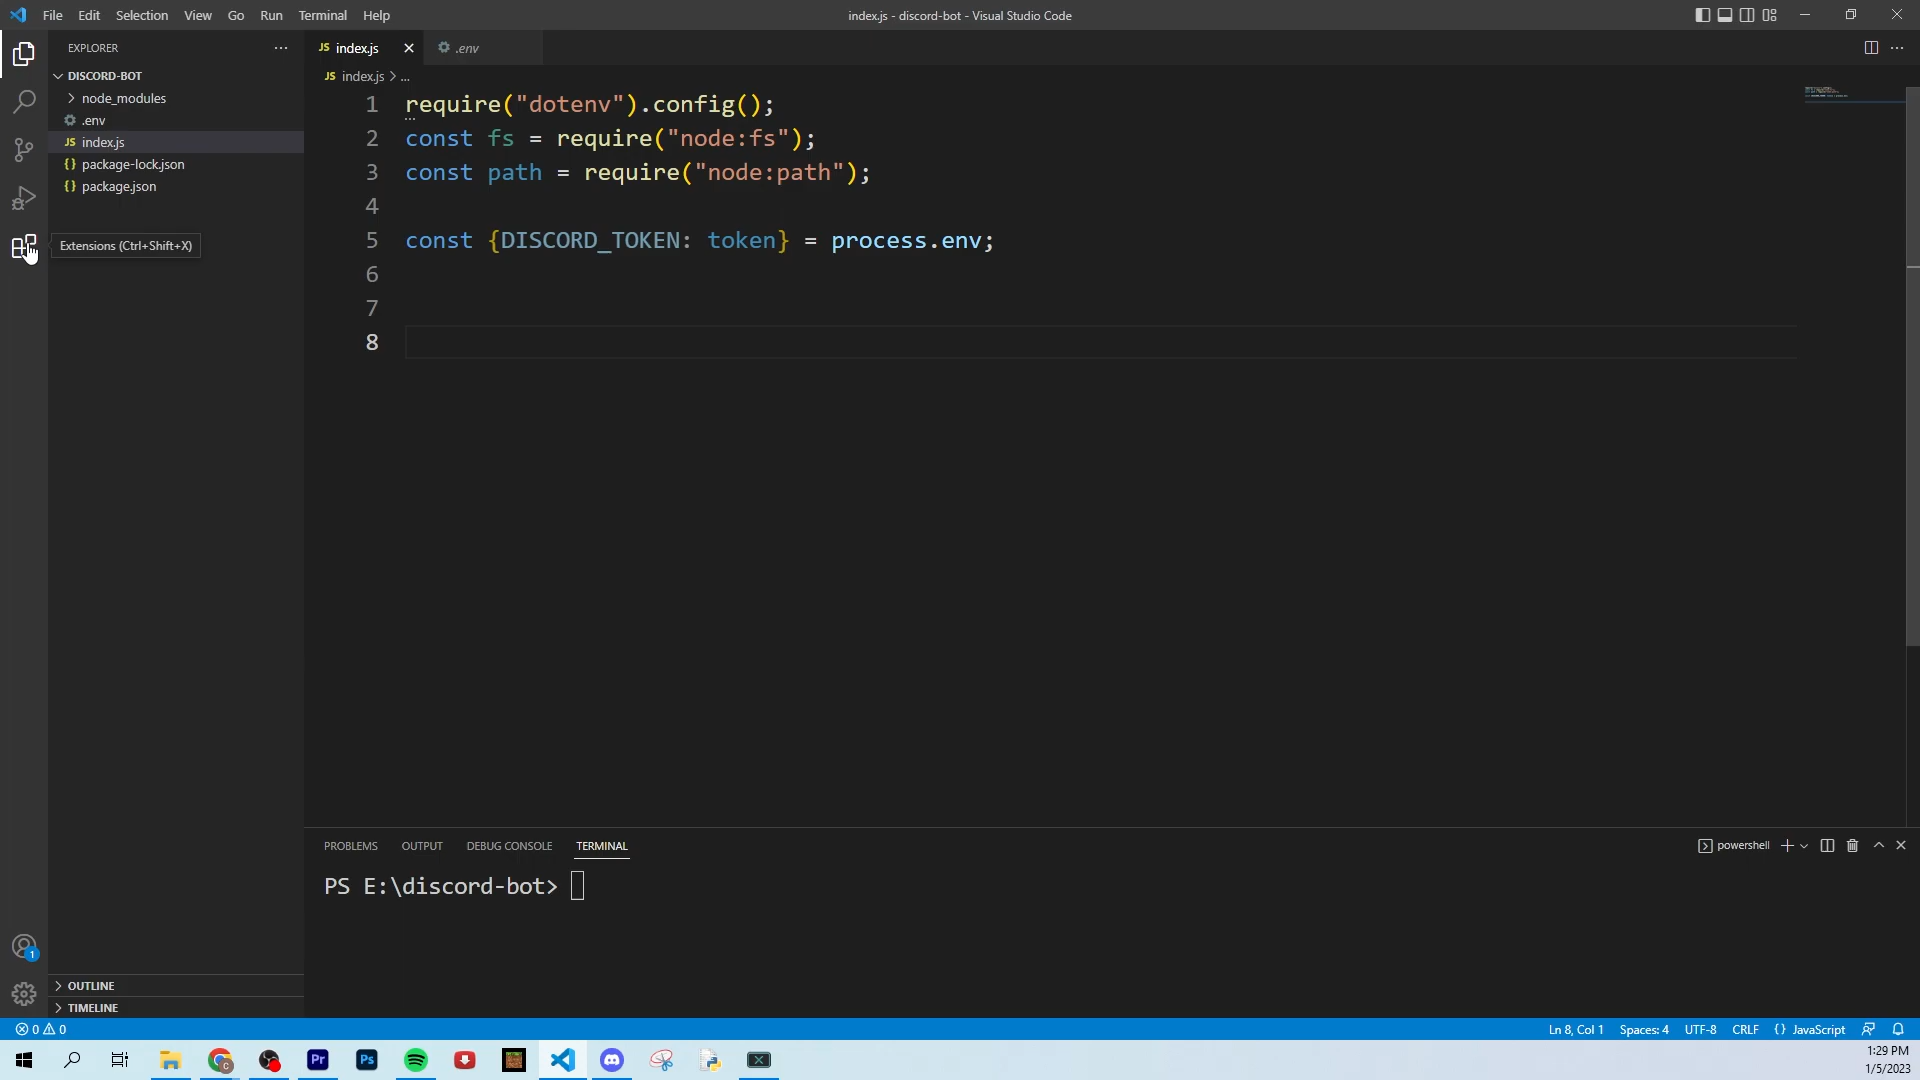 File Edit Selection View Go Run Terminal Help
index.js - discord-bot - Visual Studio Code
EXPLORER
JS index.js
.env
JS index.js > ...
DISCORD-BOT
node_modules
.env
JS index.js
{} package-lock.json
{} package.json
Extensions (Ctrl+Shift+X)
1 require("dotenv").config();
2 const fs = require("node:fs");
3 const path = require("node:path");
4
5 const {DISCORD_TOKEN: token} = process.env;
6
7
8
PROBLEMS OUTPUT DEBUG CONSOLE TERMINAL
powershell
PS E:\discord-bot>
1
OUTLINE
TIMELINE
0 0
Ln 8, Col 1 Spaces: 4 UTF-8 CRLF {} JavaScript
Pr
Ps
1:29 PM
1/5/2023